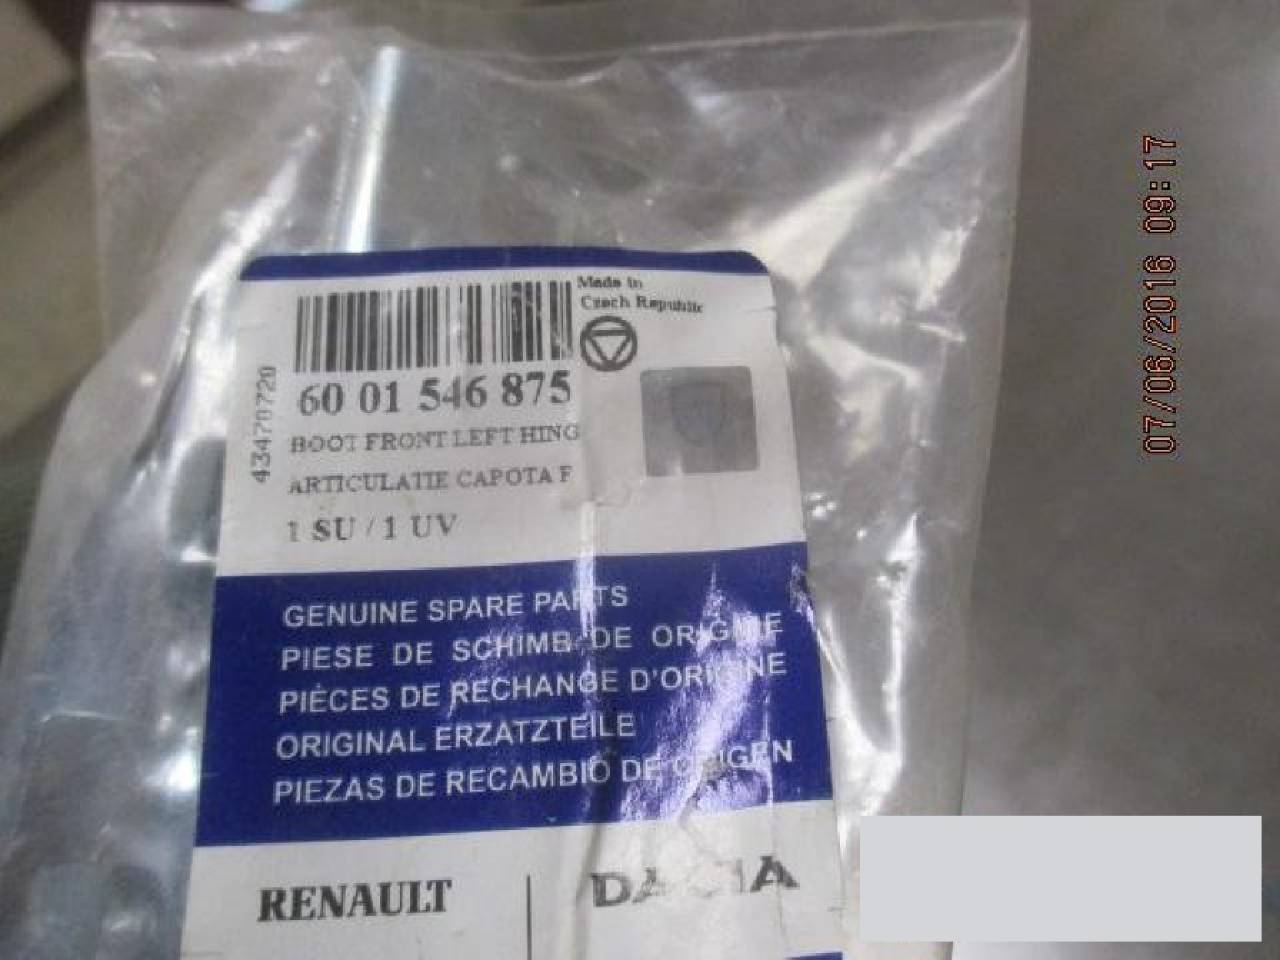 Made in
Czech Republic
60 01 546 875
43470720
BOOT FRONT LEFT HING
ARTICULATIE CAPOTA F
1 SU / 1 UV
GENUINE SPARE PARTS
PIESE DE SCHIMB DE ORIGINE
PIÈCES DE RECHANGE D'ORIGINE
ORIGINAL ERZATZTEILE
PIEZAS DE RECAMBIO DE ORIGEN
RENAULT
DACIA
07/06/2016 09:17